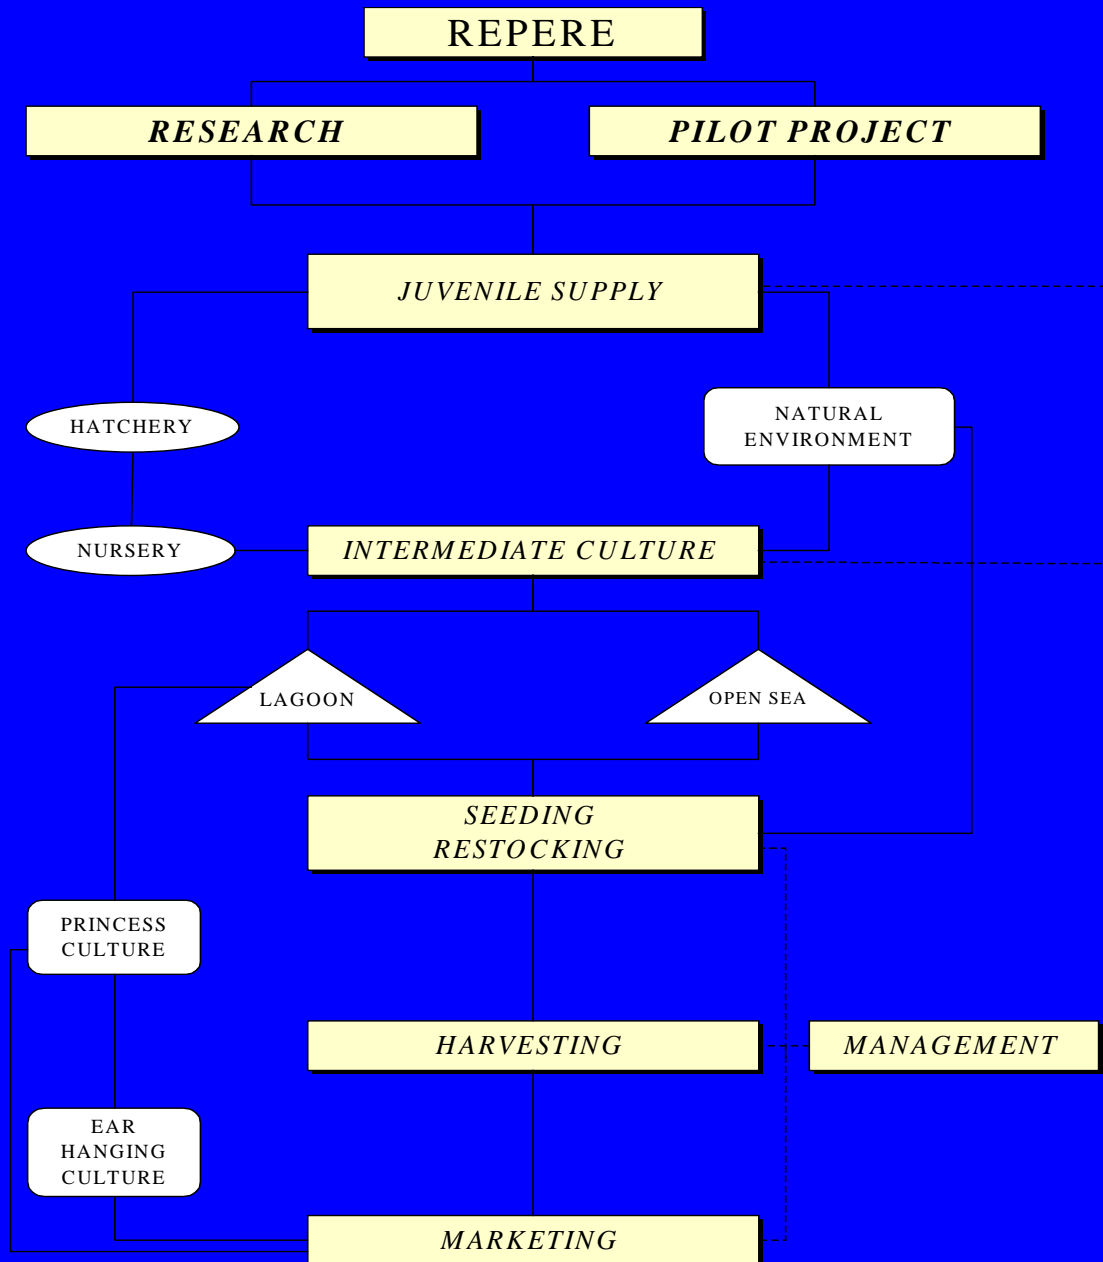 REPERE
RESEARCH
PILOT PROJECT
JUVENILE SUPPLY
HATCHERY
NATURAL
ENVIRONMENT
NURSERY
INTERMEDIATE CULTURE
LAGOON
OPEN SEA
SEEDING
RESTOCKING
PRINCESS
CULTURE
HARVESTING
MANAGEMENT
EAR
HANGING
CULTURE
MARKETING